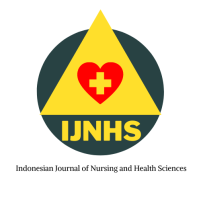 IJNHS
Indonesian Journal of Nursing and Health Sciences